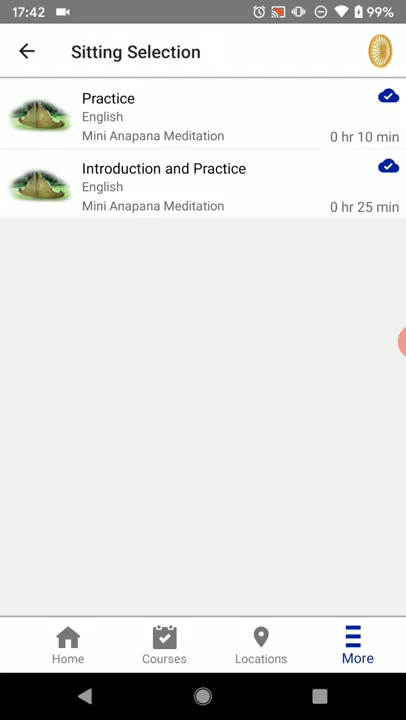 17:42 99%
Sitting Selection
Practice
English
Mini Anapana Meditation 0 hr 10 min
Introduction and Practice
English
Mini Anapana Meditation 0 hr 25 min
Home Courses Locations More